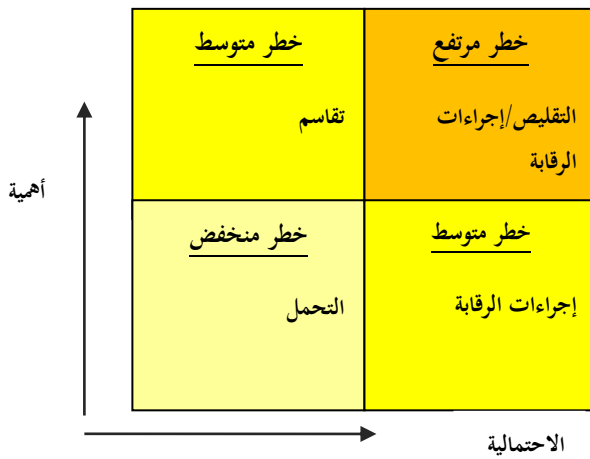 خطر مرتفع
التقليص/إجراءات
الرقابة
خطر متوسط
تقاسم
أهمية
خطر متوسط
إجراءات الرقابة
خطر منخفض
التحمل
الاحتمالية